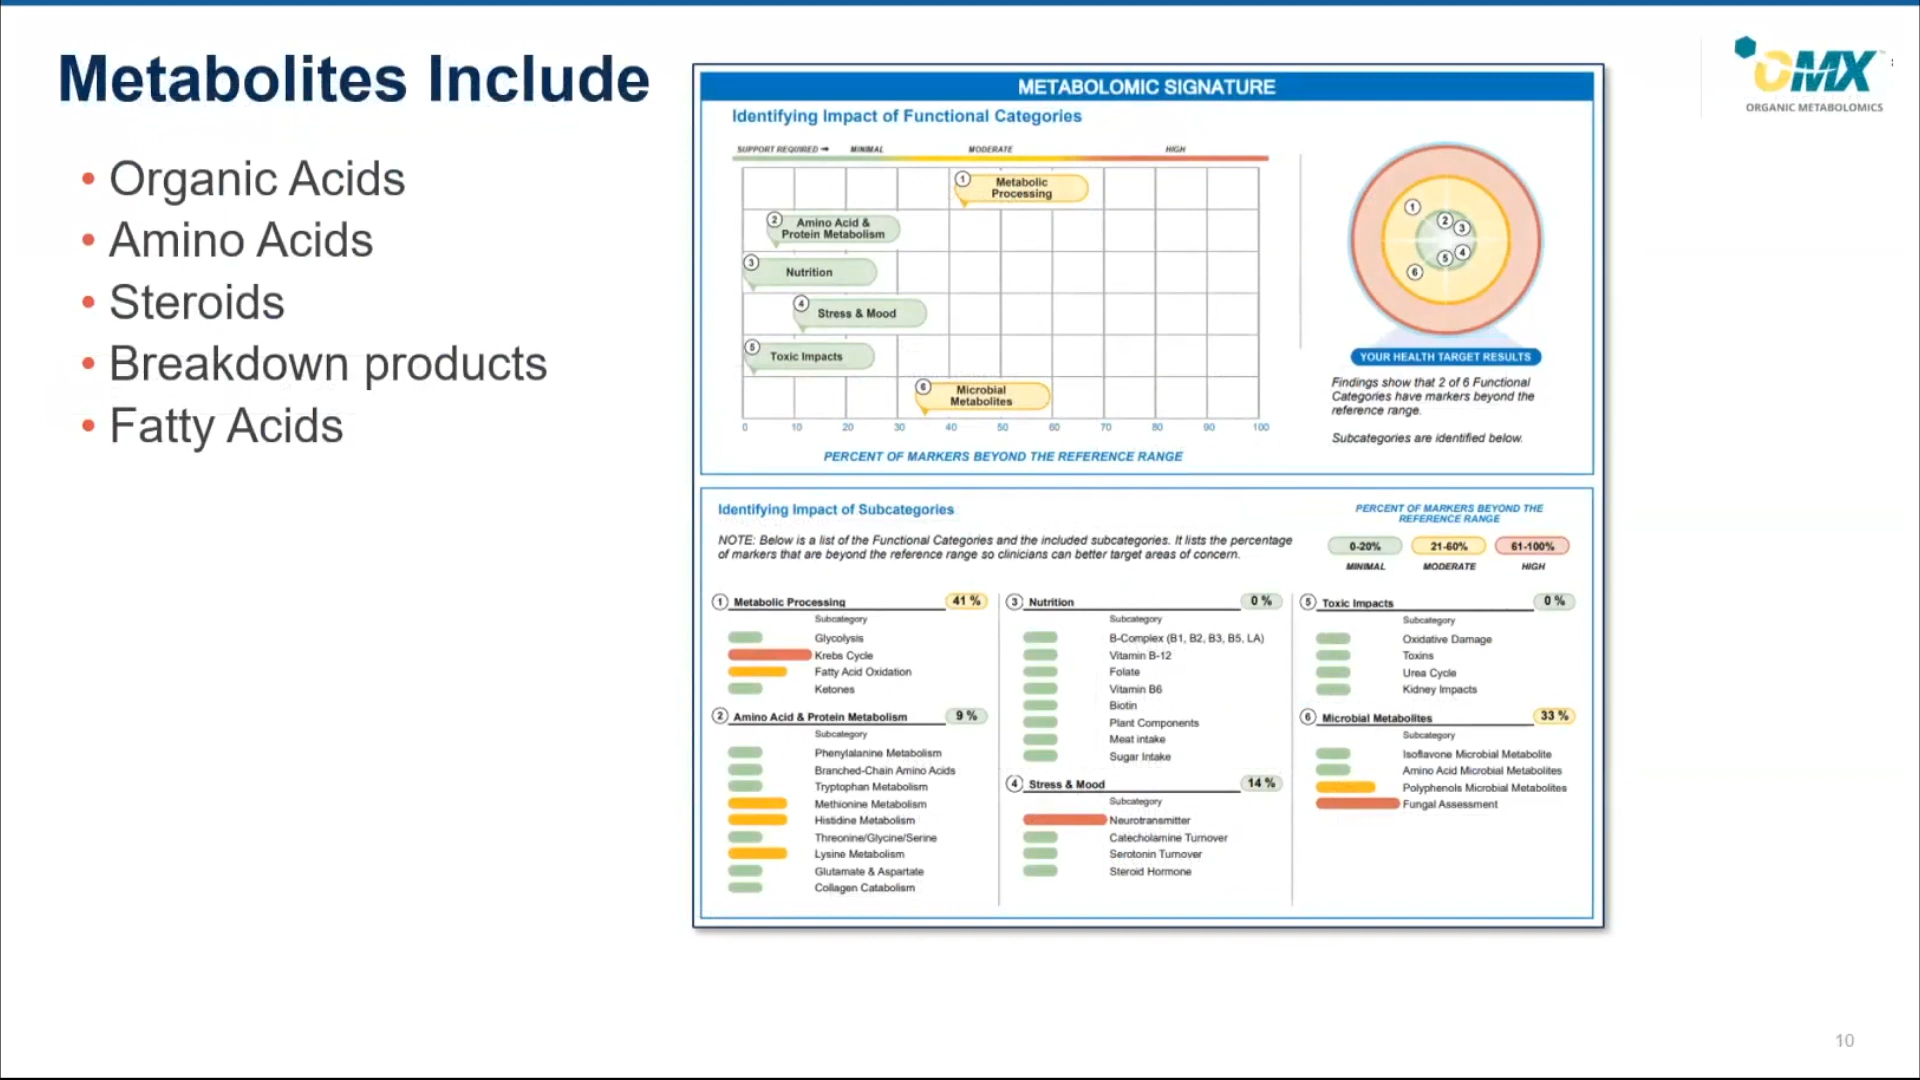 Metabolites Include
• Organic Acids
• Amino Acids
• Steroids
• Breakdown products
• Fatty Acids
OMX™
ORGANIC METABOLOMICS
METABOLOMIC SIGNATURE
Identifying Impact of Functional Categories
SUPPORT REQUIRED MINIMAL MODERATE HIGH
1 Metabolic
Processing
2 Amino Acid &
Protein Metabolism
3
Nutrition
4
Stress & Mood
5
Toxic Impacts
6 Microbial
Metabolites
0 10 20 30 40 50 60 70 80 90 100
PERCENT OF MARKERS BEYOND THE REFERENCE RANGE
1
2
3
4
5
6
YOUR HEALTH TARGET RESULTS
Findings show that 2 of 6 Functional
Categories have markers beyond the
reference range.
Subcategories are identified below.
Identifying Impact of Subcategories
NOTE: Below is a list of the Functional Categories and the included subcategories. It lists the percentage
of markers that are beyond the reference range so clinicians can better target areas of concern.
PERCENT OF MARKERS BEYOND THE
REFERENCE RANGE
0-20% 21-60% 61-100%
MINIMAL MODERATE HIGH
1 Metabolic Processing 41 %
Subcategory
Glycolysis
Krebs Cycle
Fatty Acid Oxidation
Ketones
2 Amino Acid & Protein Metabolism 9 %
Subcategory
Phenylalanine Metabolism
Branched-Chain Amino Acids
Tryptophan Metabolism
Methionine Metabolism
Histidine Metabolism
Threonine/Glycine/Serine
Lysine Metabolism
Glutamate & Aspartate
Collagen Catabolism
3 Nutrition 0 %
Subcategory
B-Complex (B1, B2, B3, B5, LA)
Vitamin B-12
Folate
Vitamin B6
Biotin
Plant Components
Meat intake
Sugar Intake
4 Stress & Mood 14 %
Subcategory
Neurotransmitter
Catecholamine Turnover
Serotonin Turnover
Steroid Hormone
5 Toxic Impacts 0 %
Subcategory
Oxidative Damage
Toxins
Urea Cycle
Kidney Impacts
6 Microbial Metabolites 33 %
Subcategory
Isoflavone Microbial Metabolite
Amino Acid Microbial Metabolites
Polyphenols Microbial Metabolites
Fungal Assessment
10